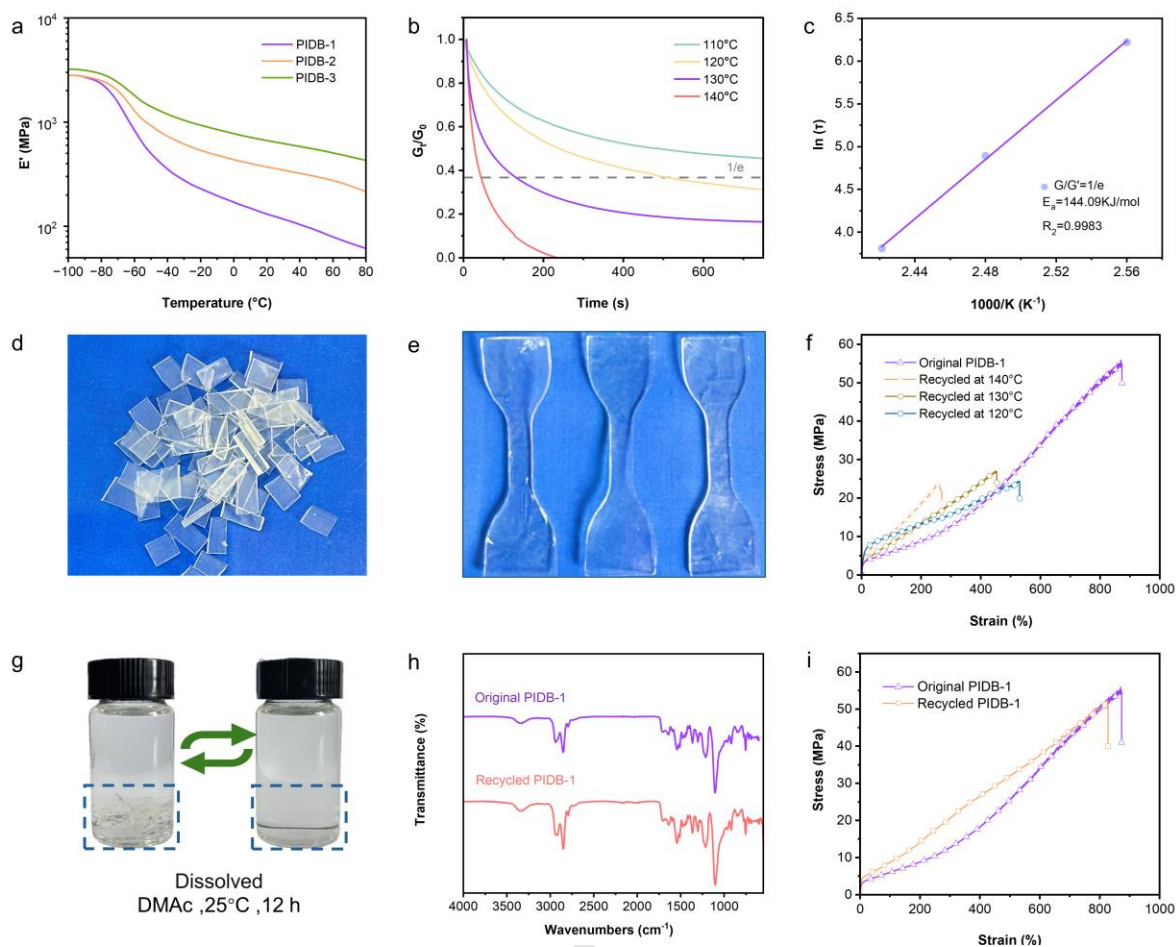 a
10⁴
10³
10²
E' (MPa)
PIDB-1
PIDB-2
PIDB-3
−100 −80 −60 −40 −20 0 20 40 60 80
Temperature (°C)
b
1.0
0.8
0.6
0.4
0.2
0.0
Gₜ/G₀
110°C
120°C
130°C
140°C
1/e
0 200 400 600
Time (s)
c
6.5
6.0
5.5
5.0
4.5
4.0
ln (τ)
G/G'=1/e
Eₐ=144.09KJ/mol
R₂=0.9983
2.44 2.48 2.52 2.56
1000/K (K⁻¹)
d
e
f
60
50
40
30
20
10
0
Stress (MPa)
Original PIDB-1
Recycled at 140°C
Recycled at 130°C
Recycled at 120°C
0 200 400 600 800 1000
Strain (%)
g
Dissolved
DMAc ,25°C ,12 h
h
Transmittance (%)
Original PIDB-1
Recycled PIDB-1
4000 3500 3000 2500 2000 1500 1000
Wavenumbers (cm⁻¹)
i
60
50
40
30
20
10
0
Stress (MPa)
Original PIDB-1
Recycled PIDB-1
0 200 400 600 800 1000
Strain (%)